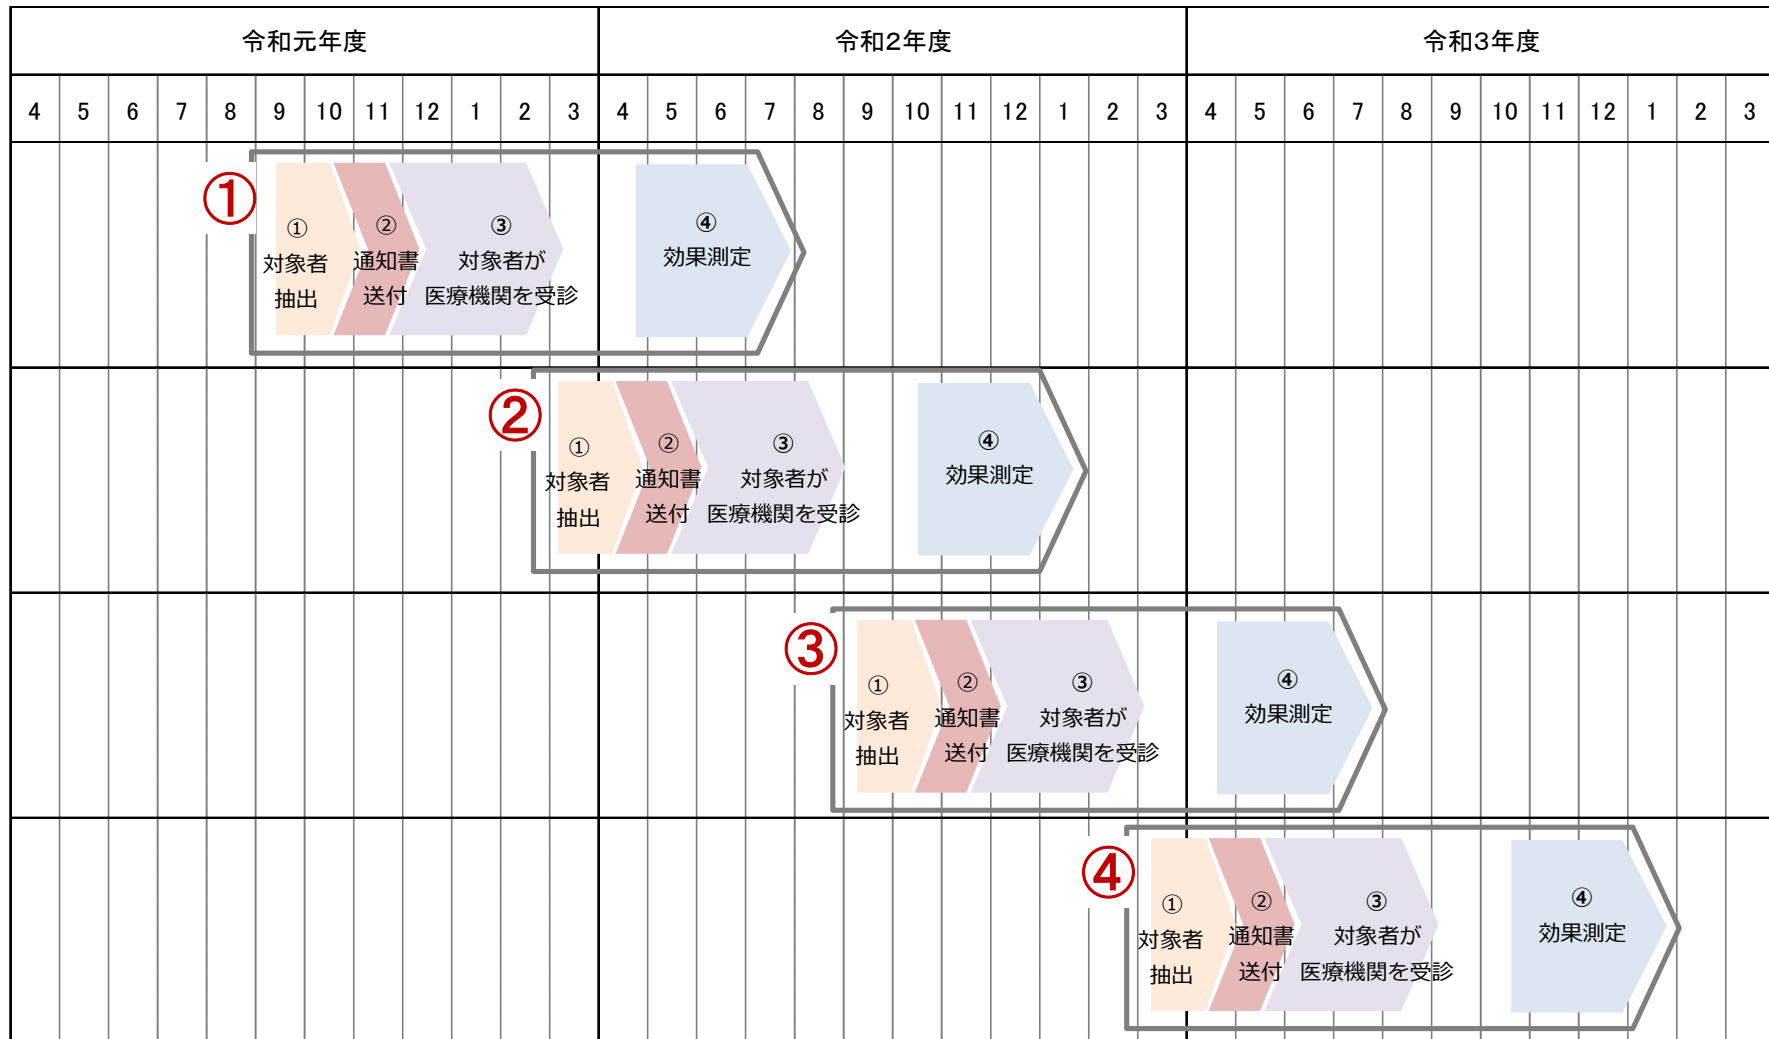 令和元年度 令和2年度 令和3年度
4 5 6 7 8 9 10 11 12 1 2 3 4 5 6 7 8 9 10 11 12 1 2 3 4 5 6 7 8 9 10 11 12 1 2 3
①
①
対象者
抽出
②
通知書
送付
③
対象者が
医療機関を受診
④
効果測定
②
①
対象者
抽出
②
通知書
送付
③
対象者が
医療機関を受診
④
効果測定
③
①
対象者
抽出
②
通知書
送付
③
対象者が
医療機関を受診
④
効果測定
④
①
対象者
抽出
②
通知書
送付
③
対象者が
医療機関を受診
④
効果測定